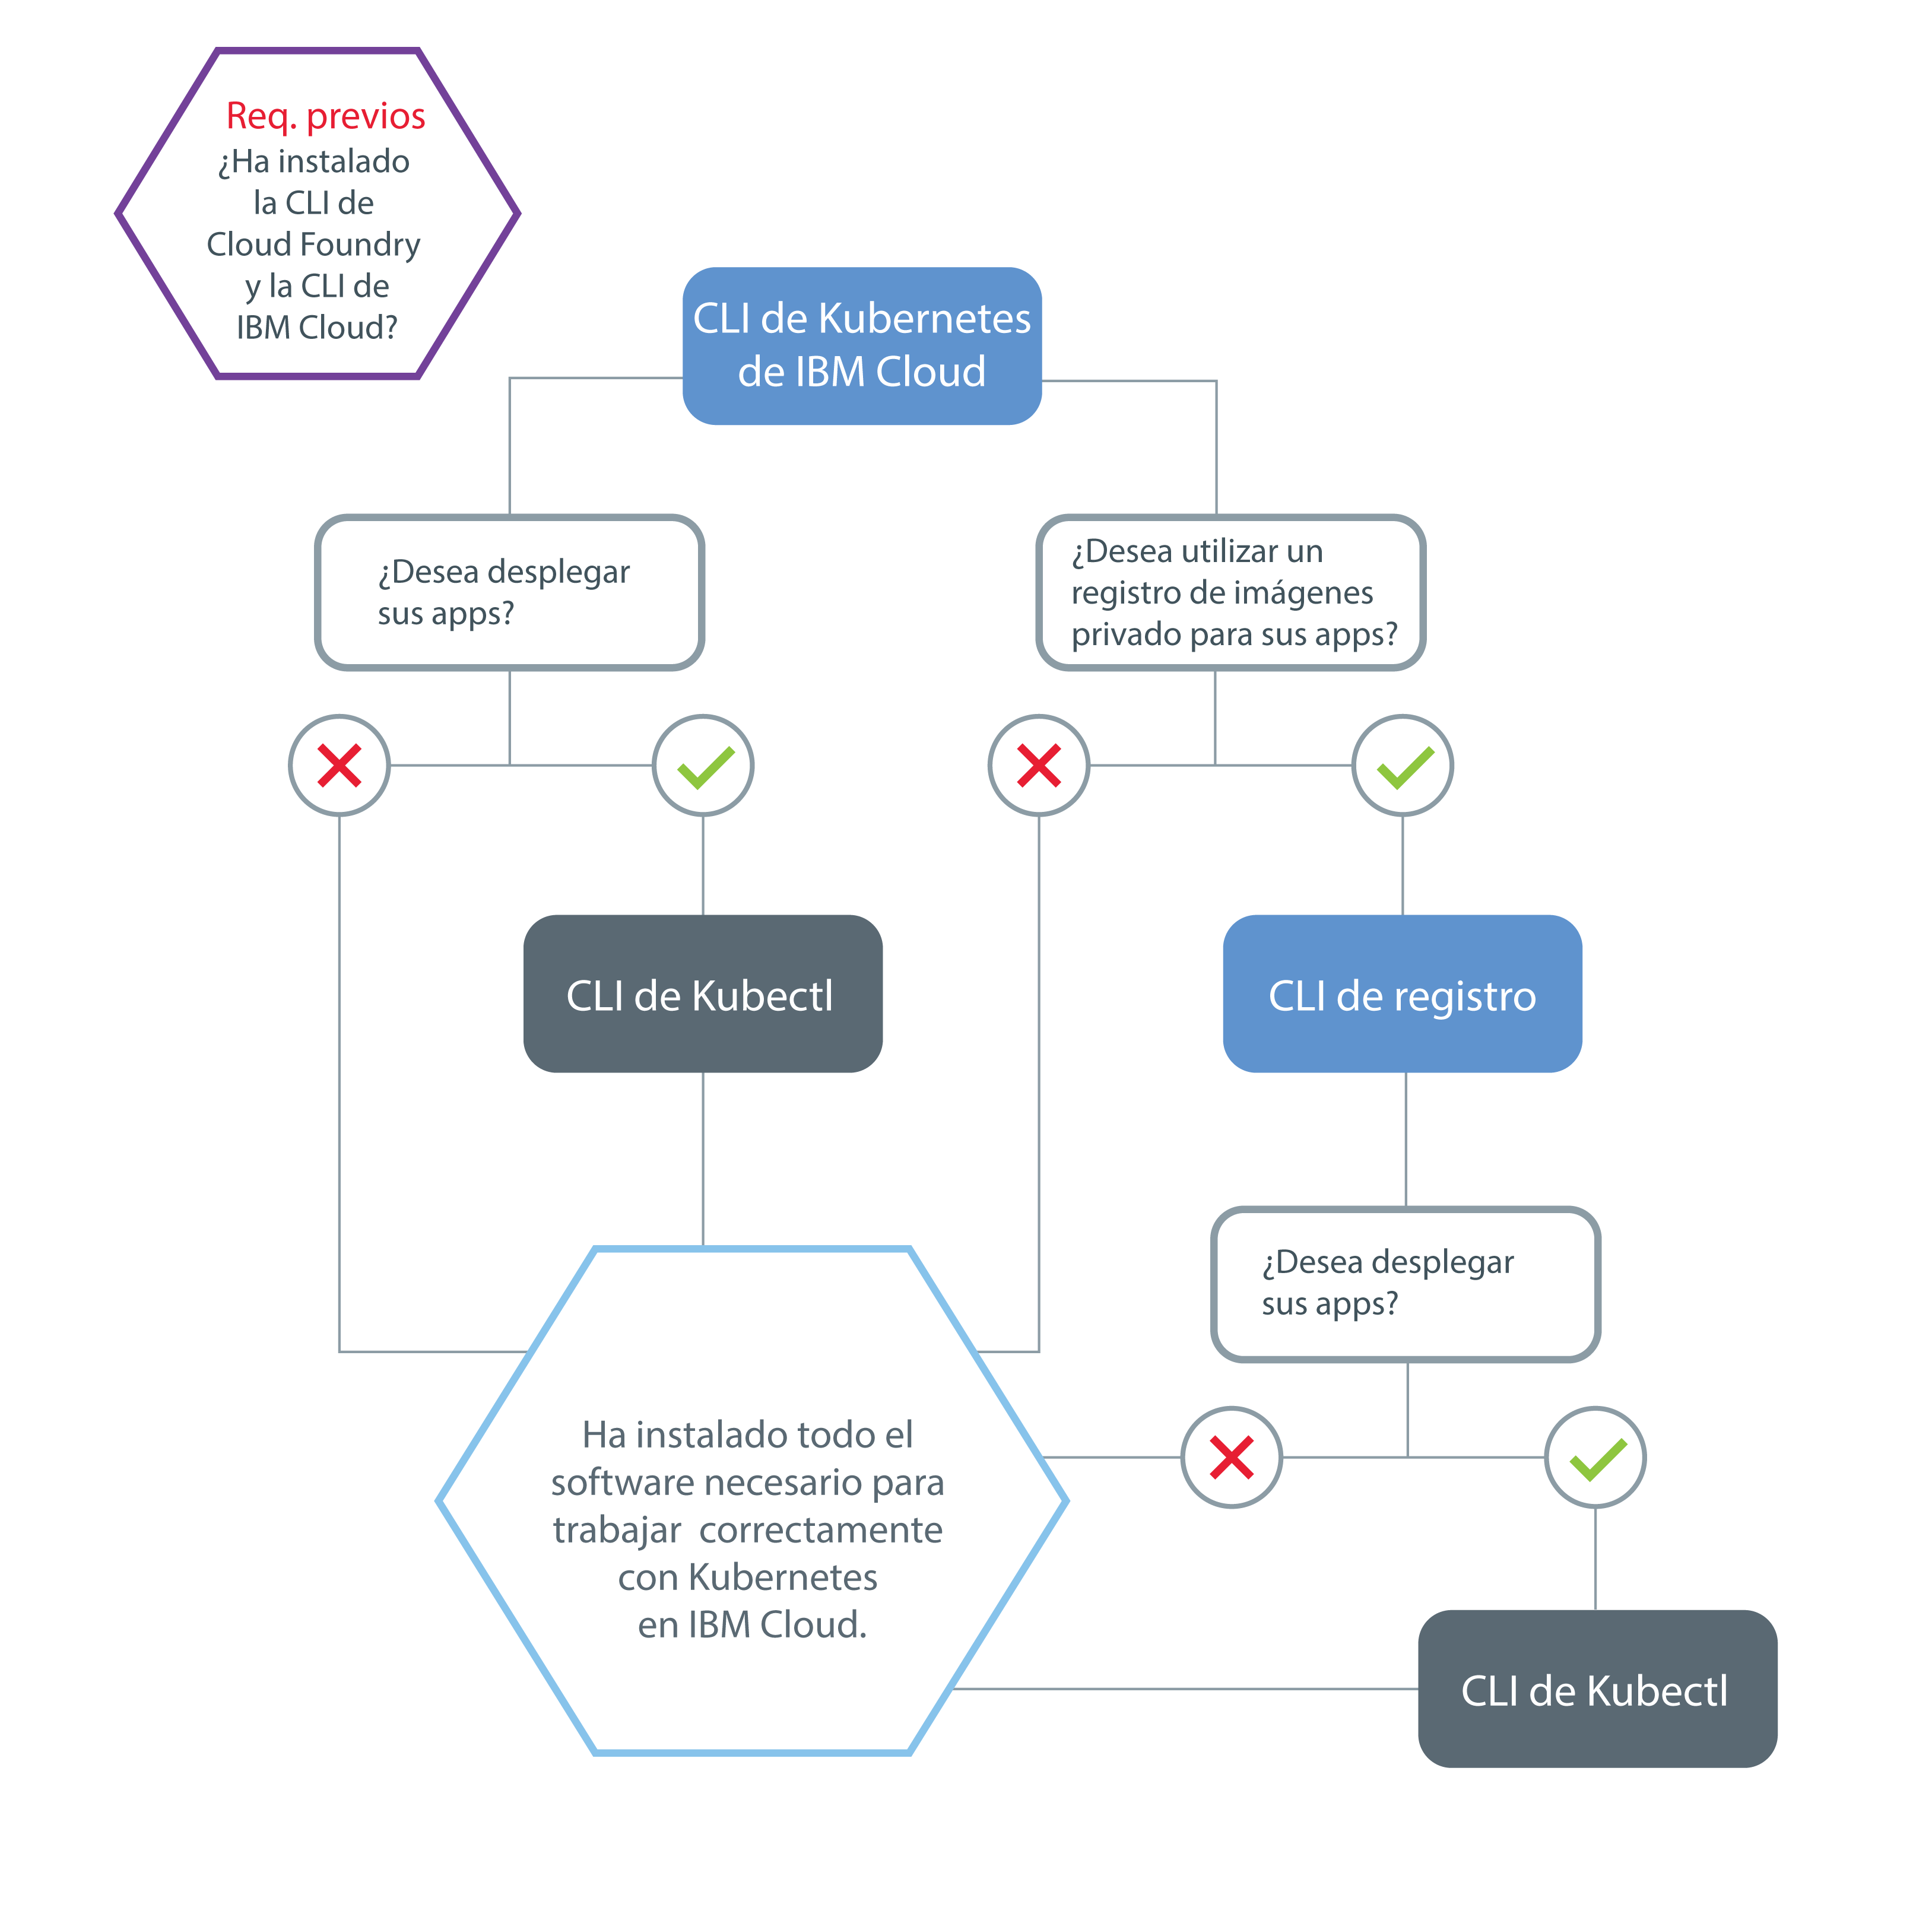 Req. previos
¿Ha instalado
la CLI de
Cloud Foundry
y la CLI de
IBM Cloud?
CLI de Kubernetes
de IBM Cloud
¿Desea desplegar
sus apps?
¿Desea utilizar un
registro de imágenes
privado para sus apps?
CLI de Kubectl
CLI de registro
¿Desea desplegar
sus apps?
Ha instalado todo el
software necesario para
trabajar correctamente
con Kubernetes
en IBM Cloud.
CLI de Kubectl